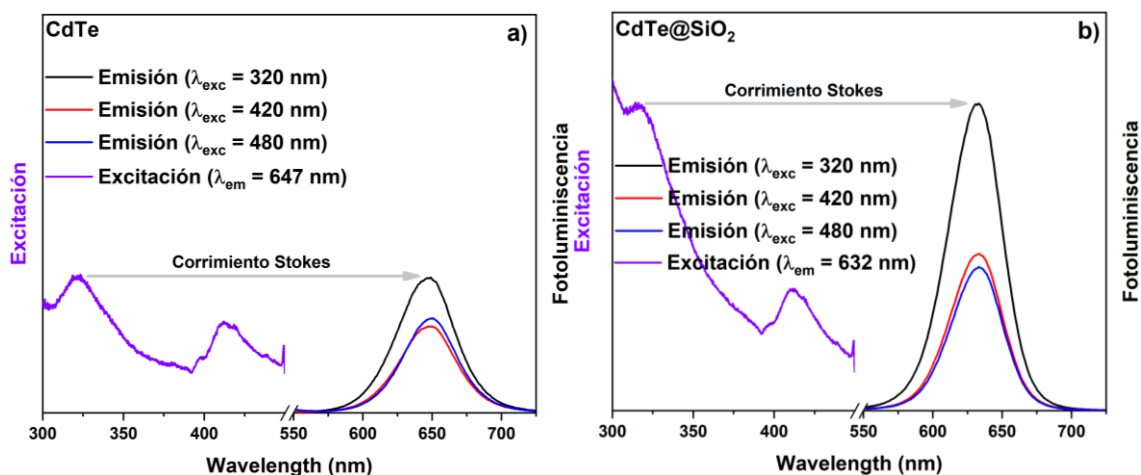 CdTe
a)
Emisión (λexc = 320 nm)
Emisión (λexc = 420 nm)
Emisión (λexc = 480 nm)
Excitación (λem = 647 nm)
Corrimiento Stokes
Excitación
Fotoluminiscencia
300 350 400 550 600 650 700
Wavelength (nm)
CdTe@SiO2
b)
Corrimiento Stokes
Emisión (λexc = 320 nm)
Emisión (λexc = 420 nm)
Emisión (λexc = 480 nm)
Excitación (λem = 632 nm)
Excitación
Fotoluminiscencia
300 350 400 550 600 650 700
Wavelength (nm)